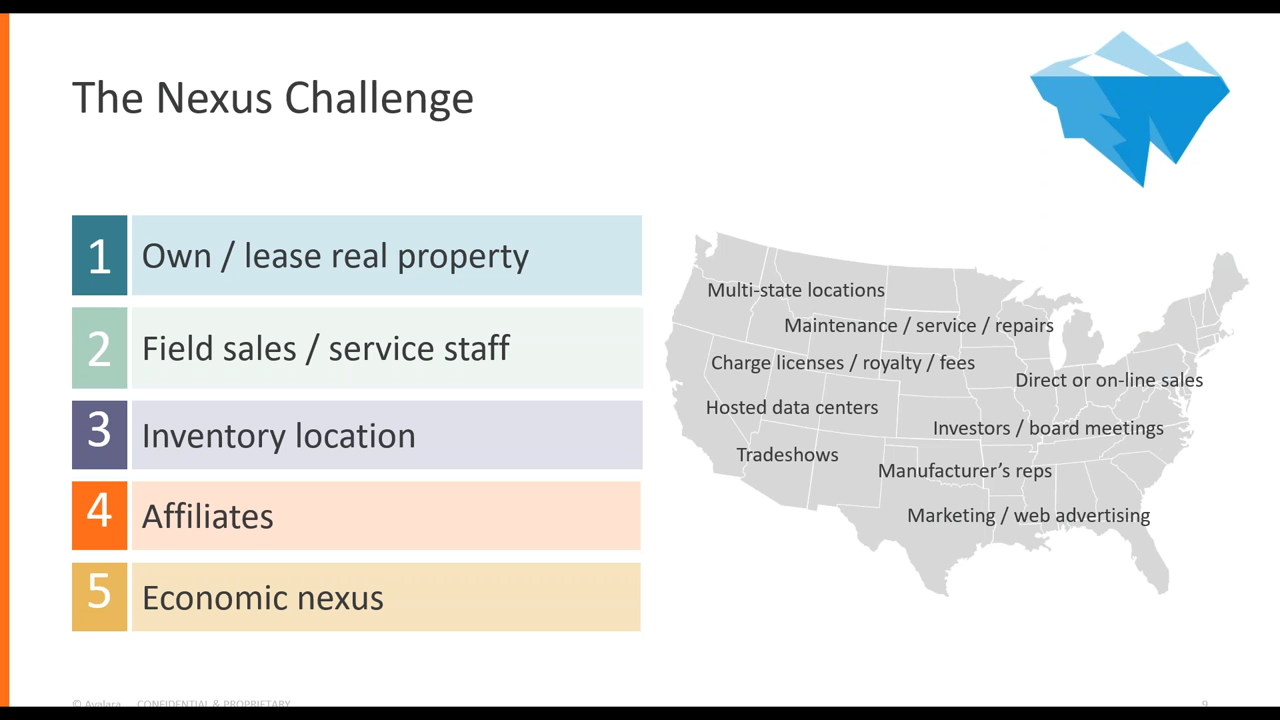 The Nexus Challenge
1 Own / lease real property
2 Field sales / service staff
3 Inventory location
4 Affiliates
5 Economic nexus
Multi-state locations
Maintenance / service / repairs
Charge licenses / royalty / fees
Direct or on-line sales
Hosted data centers
Investors / board meetings
Tradeshows
Manufacturer’s reps
Marketing / web advertising
© Avalara CONFIDENTIAL & PROPRIETARY
9